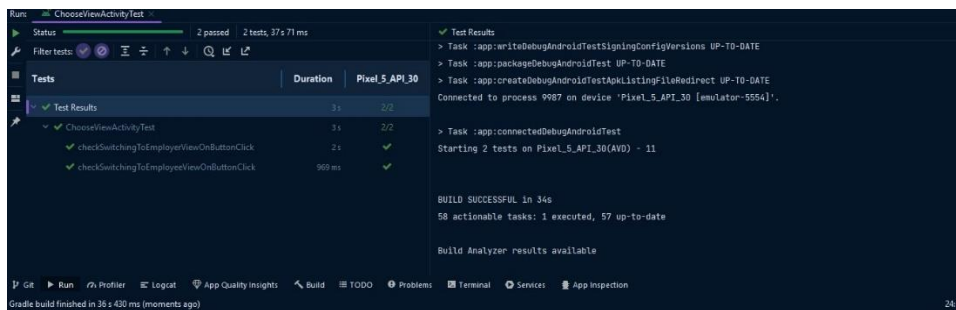 Run: ChooseViewActivityTest
Status 2 passed 2 tests, 37 s 71 ms
Filter tests:
Tests Duration Pixel_5_API_30
Test Results 3 s 2/2
ChooseViewActivityTest 3 s 2/2
checkSwitchingToEmployerViewOnButtonClick 2 s
checkSwitchingToEmployeeViewOnButtonClick 969 ms
Test Results
> Task :app:writeDebugAndroidTestSigningConfigVersions UP-TO-DATE
> Task :app:packageDebugAndroidTest UP-TO-DATE
> Task :app:createDebugAndroidTestApkListingFileRedirect UP-TO-DATE
Connected to process 9987 on device 'Pixel_5_API_30 [emulator-5554]'.
> Task :app:connectedDebugAndroidTest
Starting 2 tests on Pixel_5_API_30(AVD) - 11
BUILD SUCCESSFUL in 34s
58 actionable tasks: 1 executed, 57 up-to-date
Build Analyzer results available
Git Run Profiler Logcat App Quality Insights Build TODO Problems Terminal Services App Inspection
Gradle build finished in 36 s 430 ms (moments ago) 24: